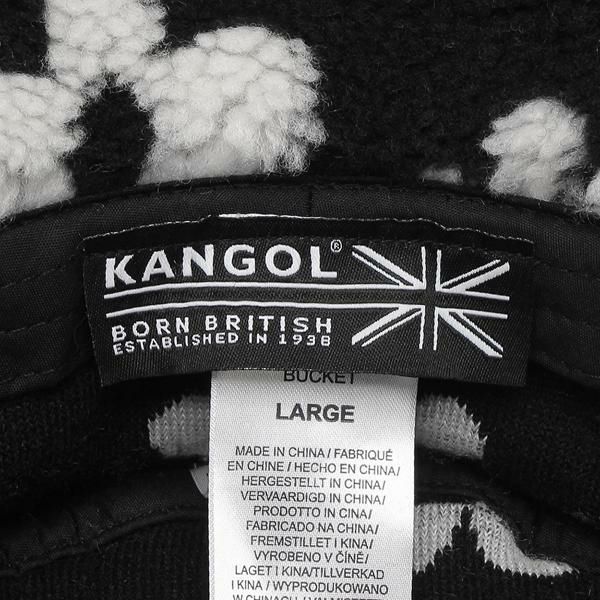 KANGOL®
BORN BRITISH
ESTABLISHED IN 1938
BUCKET
LARGE
MADE IN CHINA / FABRIQUÉ
EN CHINE / HECHO EN CHINA /
HERGESTELLT IN CHINA /
VERVAARDIGD IN CHINA /
PRODOTTO IN CINA /
FABRICADO NA CHINA /
FREMSTILLET I KINA /
VYROBENO V ČÍNĚ /
LAGET I KINA / TILLVERKAD
I KINA / WYPRODUKOWANO
W CHINACH /